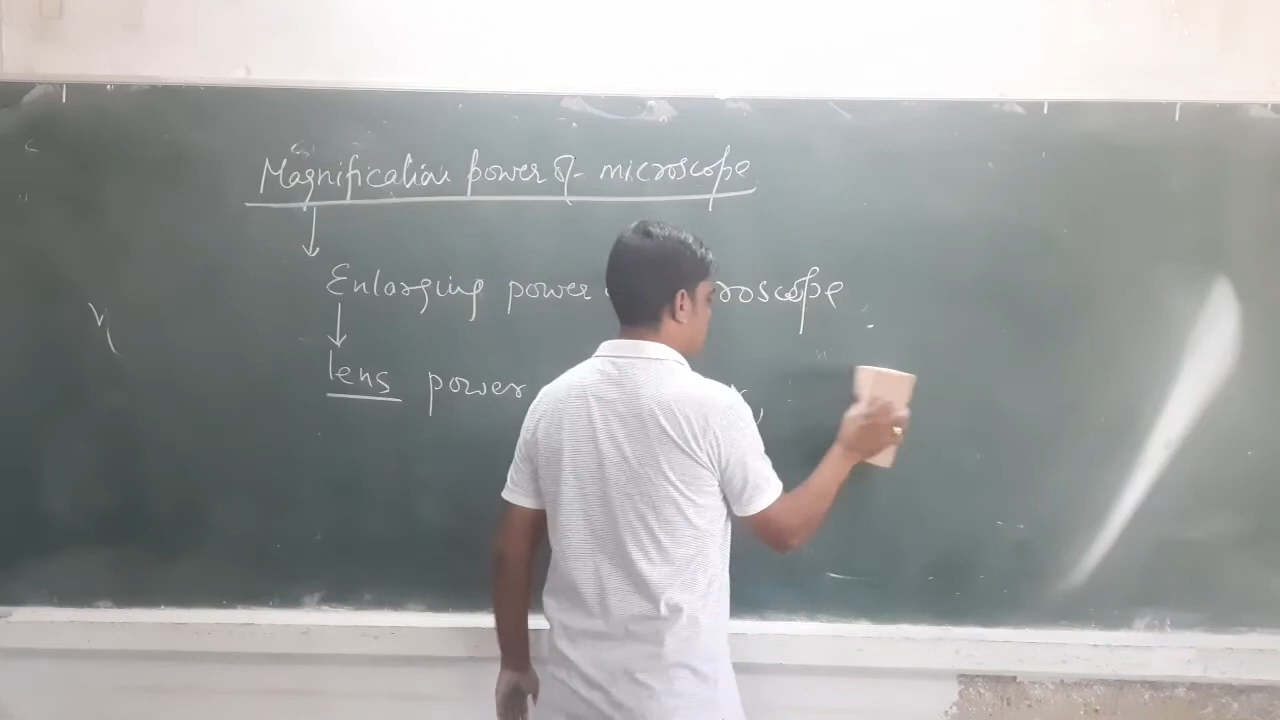 Magnification power of microscope
Enlarging power roscope
lens power